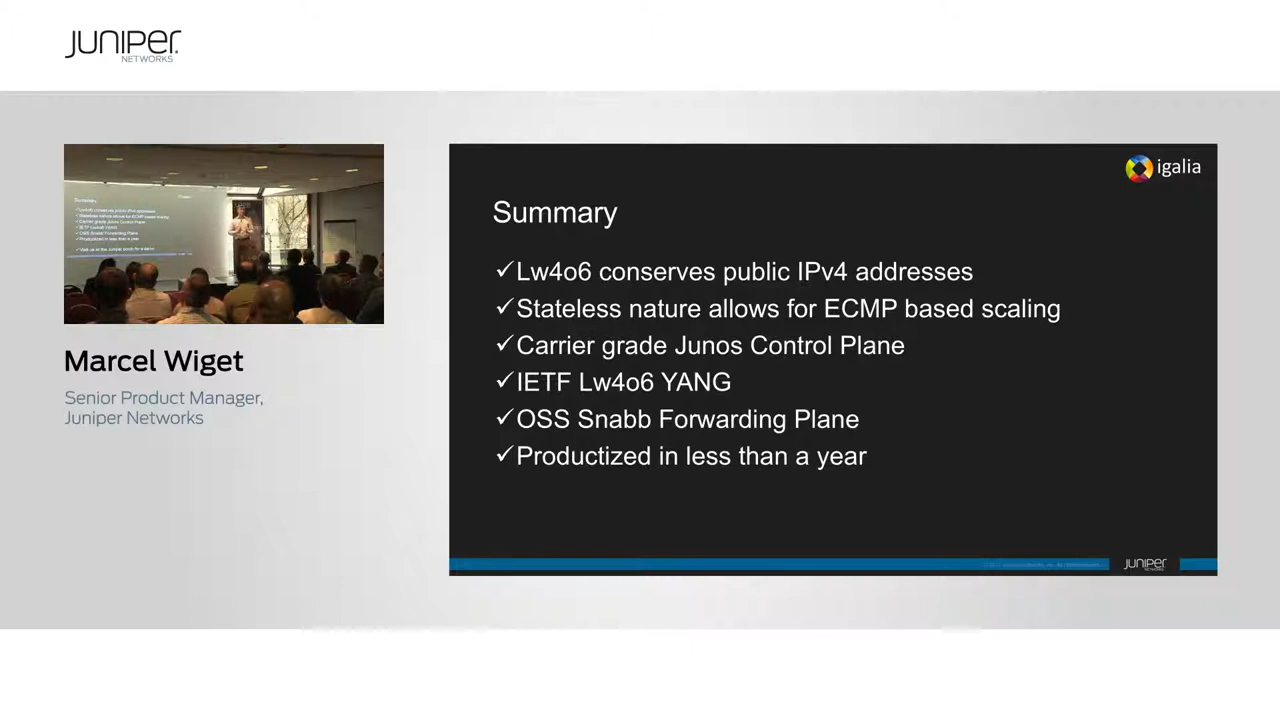 JUNIPER
NETWORKS
Marcel Wiget
Senior Product Manager,
Juniper Networks
igalia
Summary
✓Lw4o6 conserves public IPv4 addresses
✓Stateless nature allows for ECMP based scaling
✓Carrier grade Junos Control Plane
✓IETF Lw4o6 YANG
✓OSS Snabb Forwarding Plane
✓Productized in less than a year
JUNIPER
NETWORKS